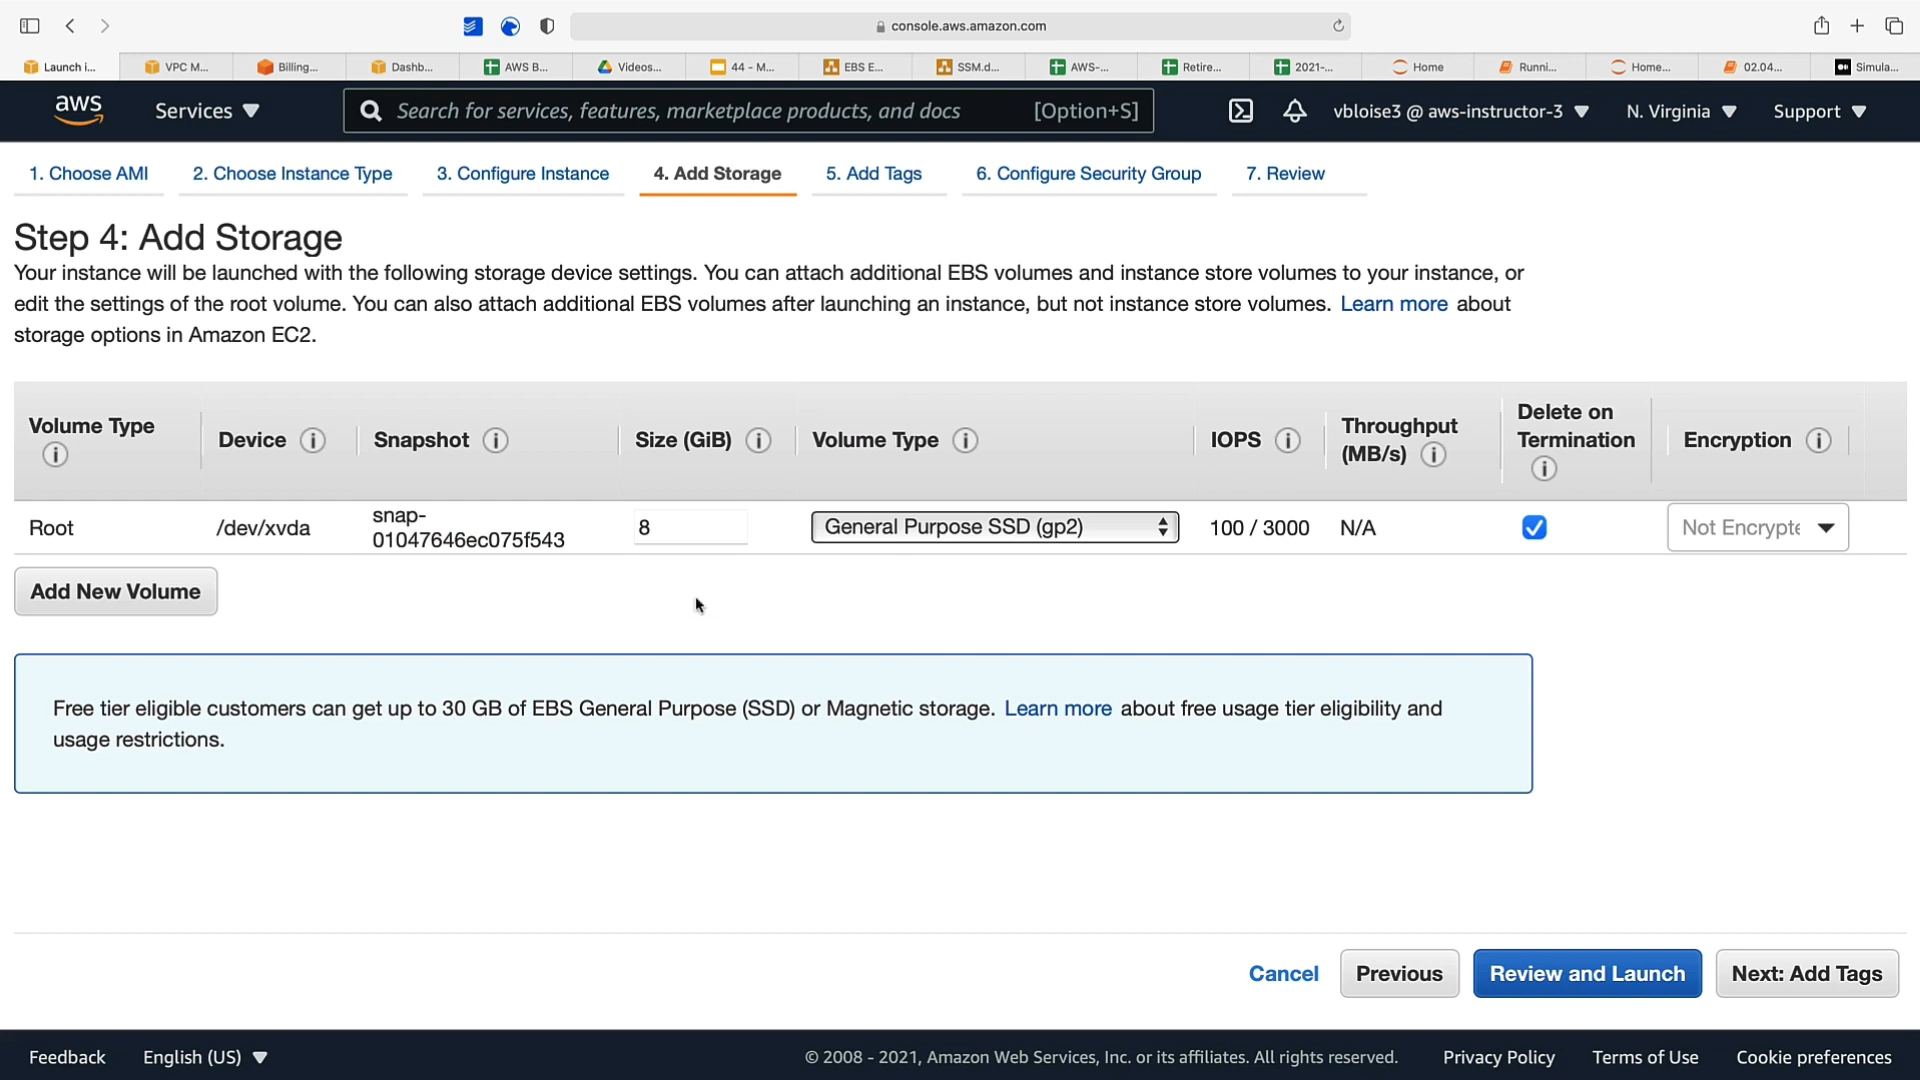 console.aws.amazon.com
Launch i... VPC M... Billing... Dashb... AWS B... Videos... 44 – M... EBS E... SSM.d... AWS-... Retire... 2021-... Home Runni... Home... 02.04... Simula...
aws Services Search for services, features, marketplace products, and docs [Option+S] vbloise3 @ aws-instructor-3 N. Virginia Support
1. Choose AMI 2. Choose Instance Type 3. Configure Instance 4. Add Storage 5. Add Tags 6. Configure Security Group 7. Review
Step 4: Add Storage
Your instance will be launched with the following storage device settings. You can attach additional EBS volumes and instance store volumes to your instance, or
edit the settings of the root volume. You can also attach additional EBS volumes after launching an instance, but not instance store volumes. Learn more about
storage options in Amazon EC2.
Volume Type Device Snapshot Size (GiB) Volume Type IOPS Throughput (MB/s) Delete on Termination Encryption
Root /dev/xvda snap-01047646ec075f543 8 General Purpose SSD (gp2) 100 / 3000 N/A Not Encrypte
Add New Volume
Free tier eligible customers can get up to 30 GB of EBS General Purpose (SSD) or Magnetic storage. Learn more about free usage tier eligibility and
usage restrictions.
Cancel Previous Review and Launch Next: Add Tags
Feedback English (US) © 2008 - 2021, Amazon Web Services, Inc. or its affiliates. All rights reserved. Privacy Policy Terms of Use Cookie preferences